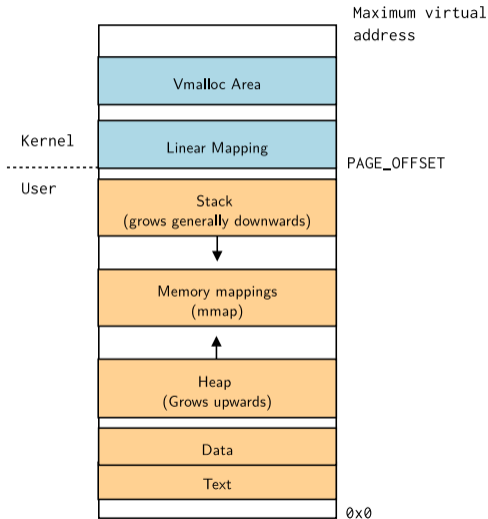 Maximum virtual
address
Vmalloc Area
Kernel
Linear Mapping
PAGE_OFFSET
User
Stack
(grows generally downwards)
Memory mappings
(mmap)
Heap
(Grows upwards)
Data
Text
0x0